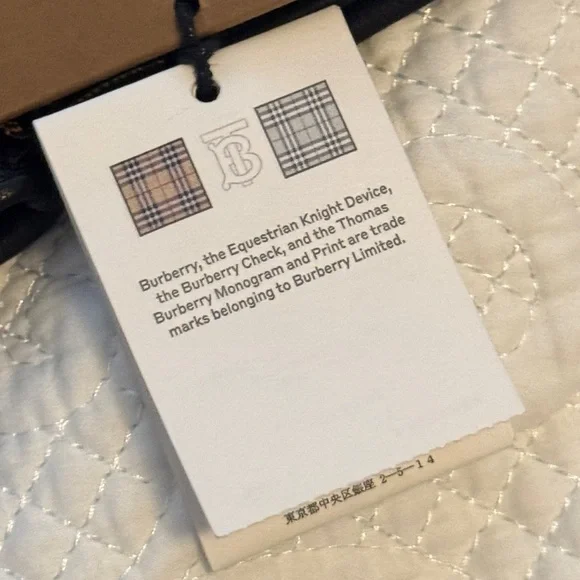 Burberry, the Equestrian Knight Device,
the Burberry Check, and the Thomas
Burberry Monogram and Print are trade
marks belonging to Burberry Limited.
東京都中央区銀座 2―5―14